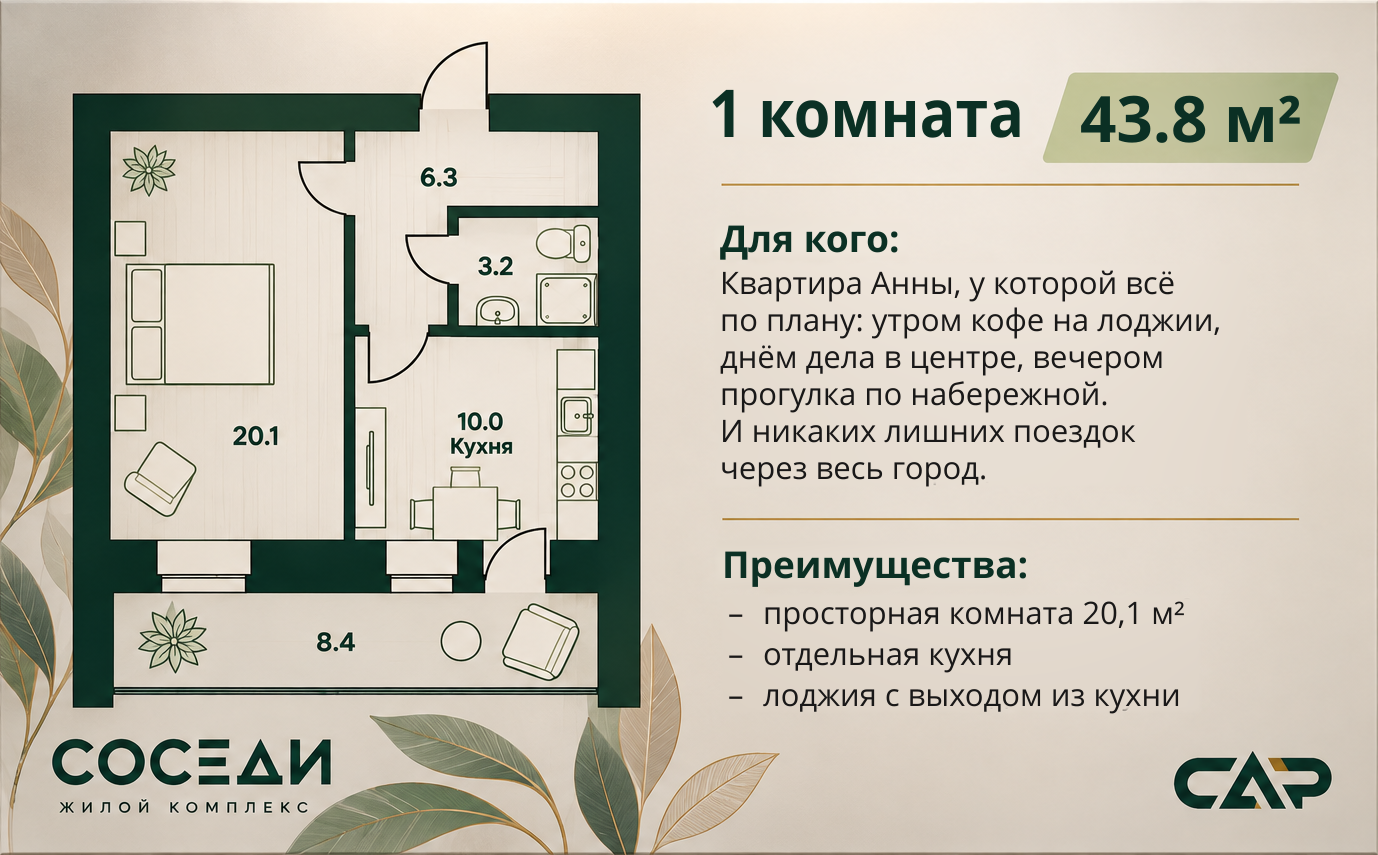 1 комната
43.8 м²
6.3
3.2
20.1
10.0
Кухня
8.4
Для кого:
Квартира Анны, у которой всё
по плану: утром кофе на лоджии,
днём дела в центре, вечером
прогулка по набережной.
И никаких лишних поездок
через весь город.
Преимущества:
– просторная комната 20,1 м²
– отдельная кухня
– лоджия с выходом из кухни
СОСЕДИ
ЖИЛОЙ КОМПЛЕКС
САР